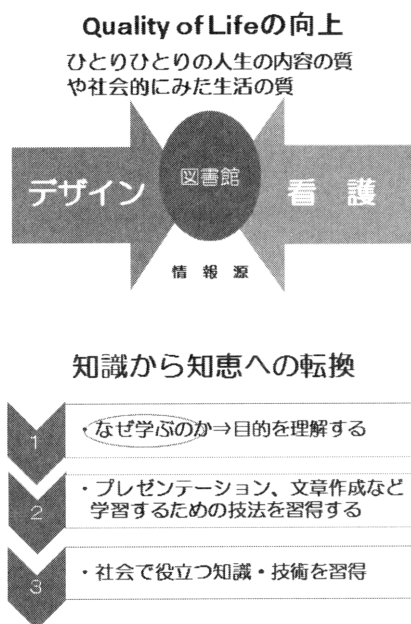 Quality of Lifeの向上
ひとりひとりの人生の内容の質
や社会的にみた生活の質
デザイン
図書館
看　護
情　報　源
知識から知恵への転換
1
・なぜ学ぶのか⇒目的を理解する
2
・プレゼンテーション、文章作成など
学習するための技法を習得する
3
・社会で役立つ知識・技術を習得